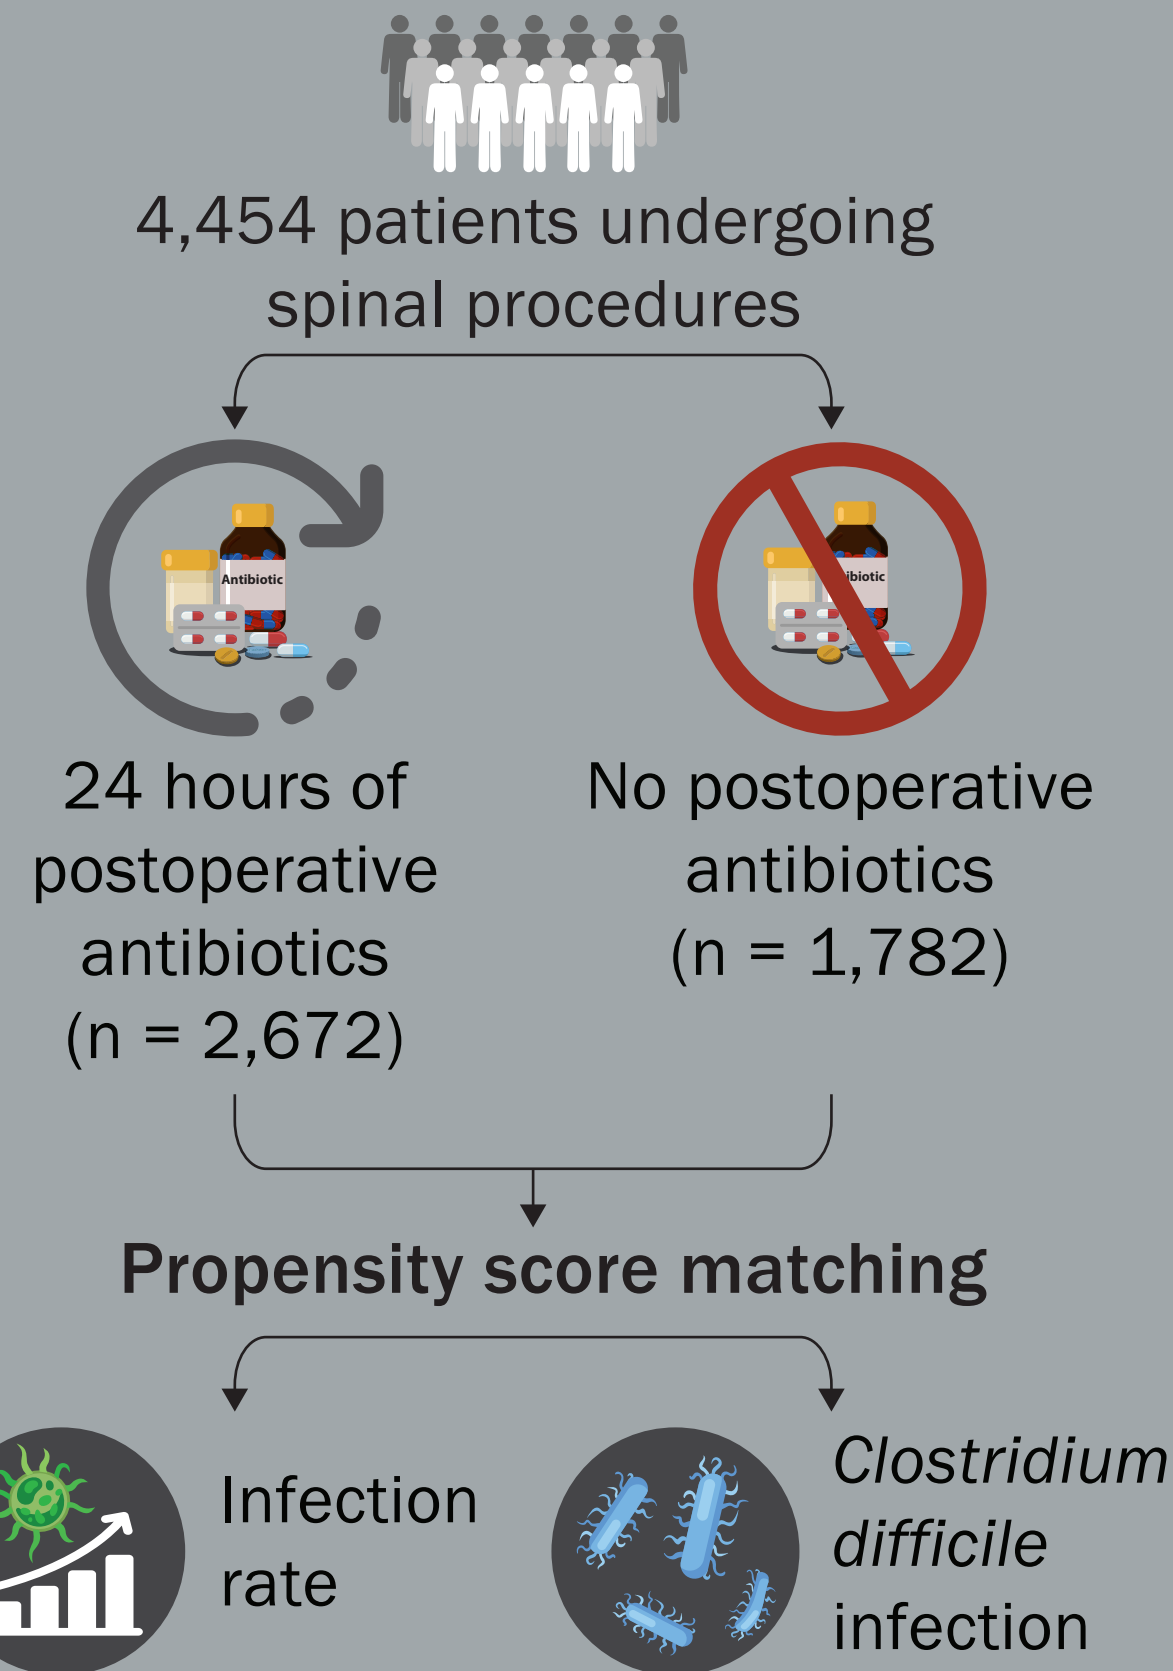 4,454 patients undergoing
spinal procedures
Antibiotic
ibiotic
24 hours of
postoperative
antibiotics
(n = 2,672)
No postoperative
antibiotics
(n = 1,782)
Propensity score matching
Infection
rate
Clostridium
difficile
infection